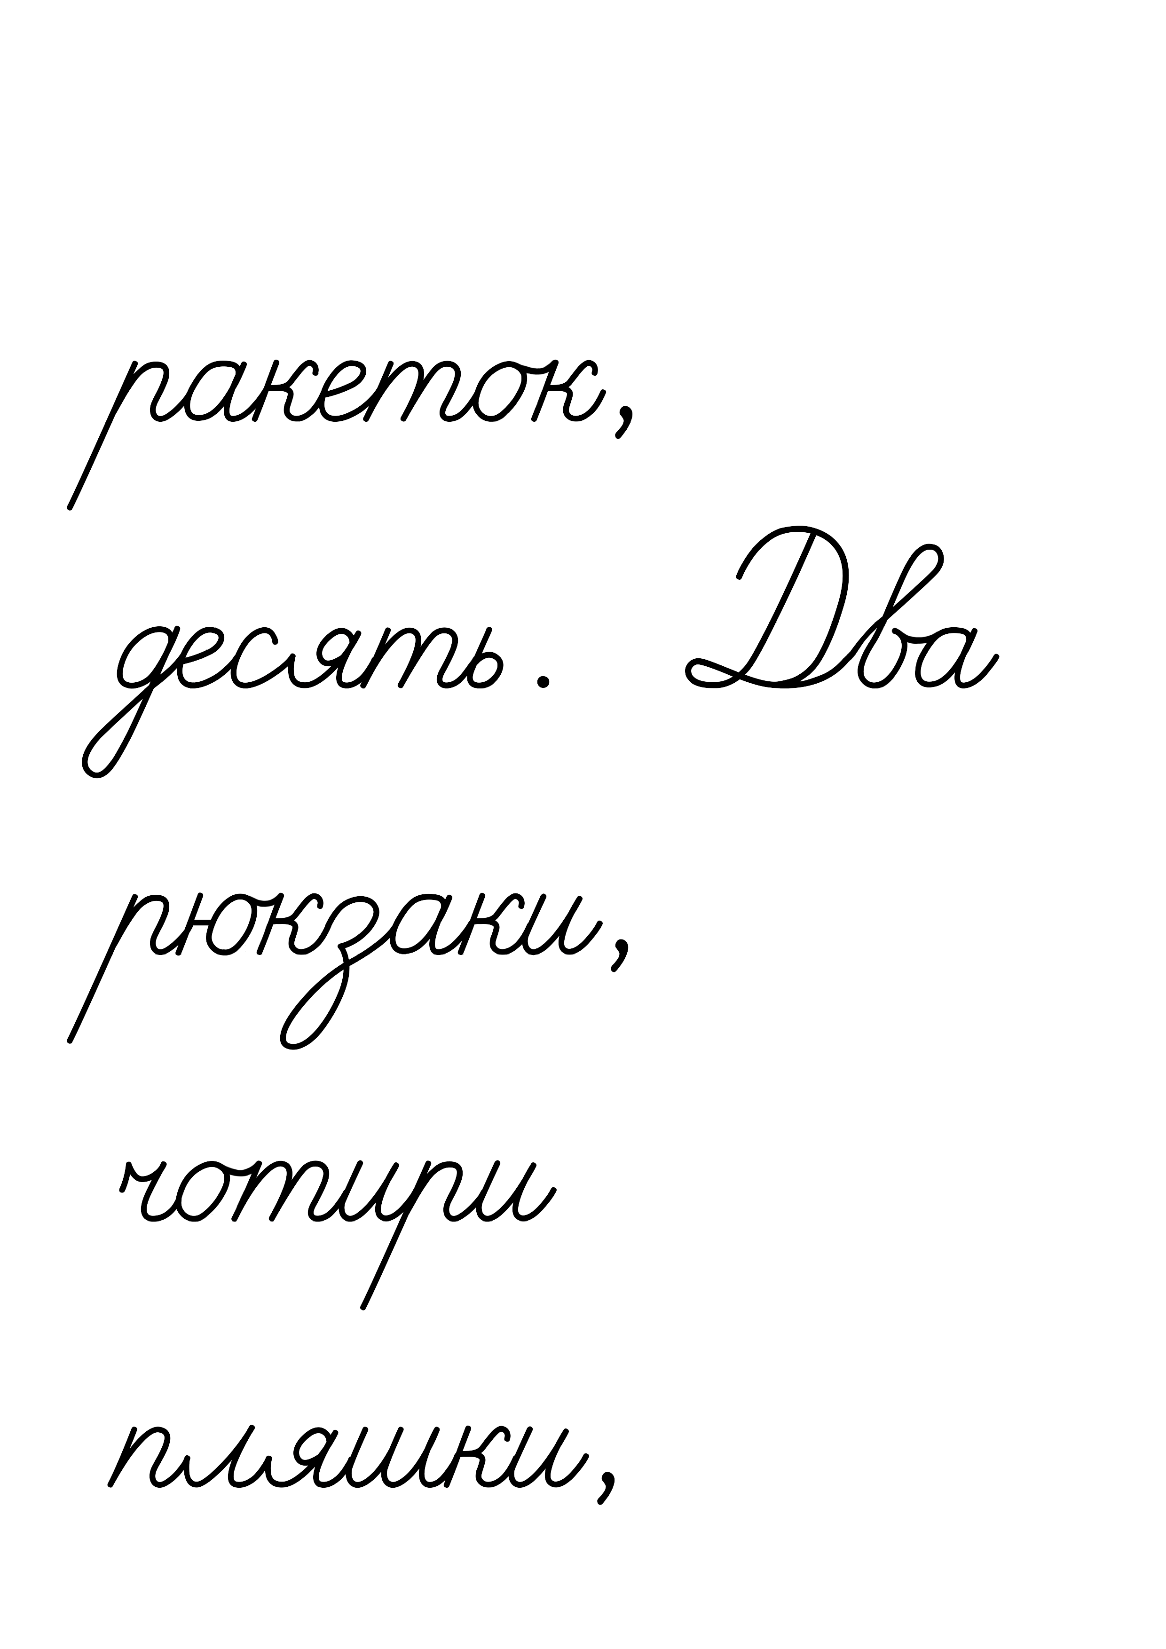 ракеток,
десять. Два
рюкзаки,
чотири
пляшки,